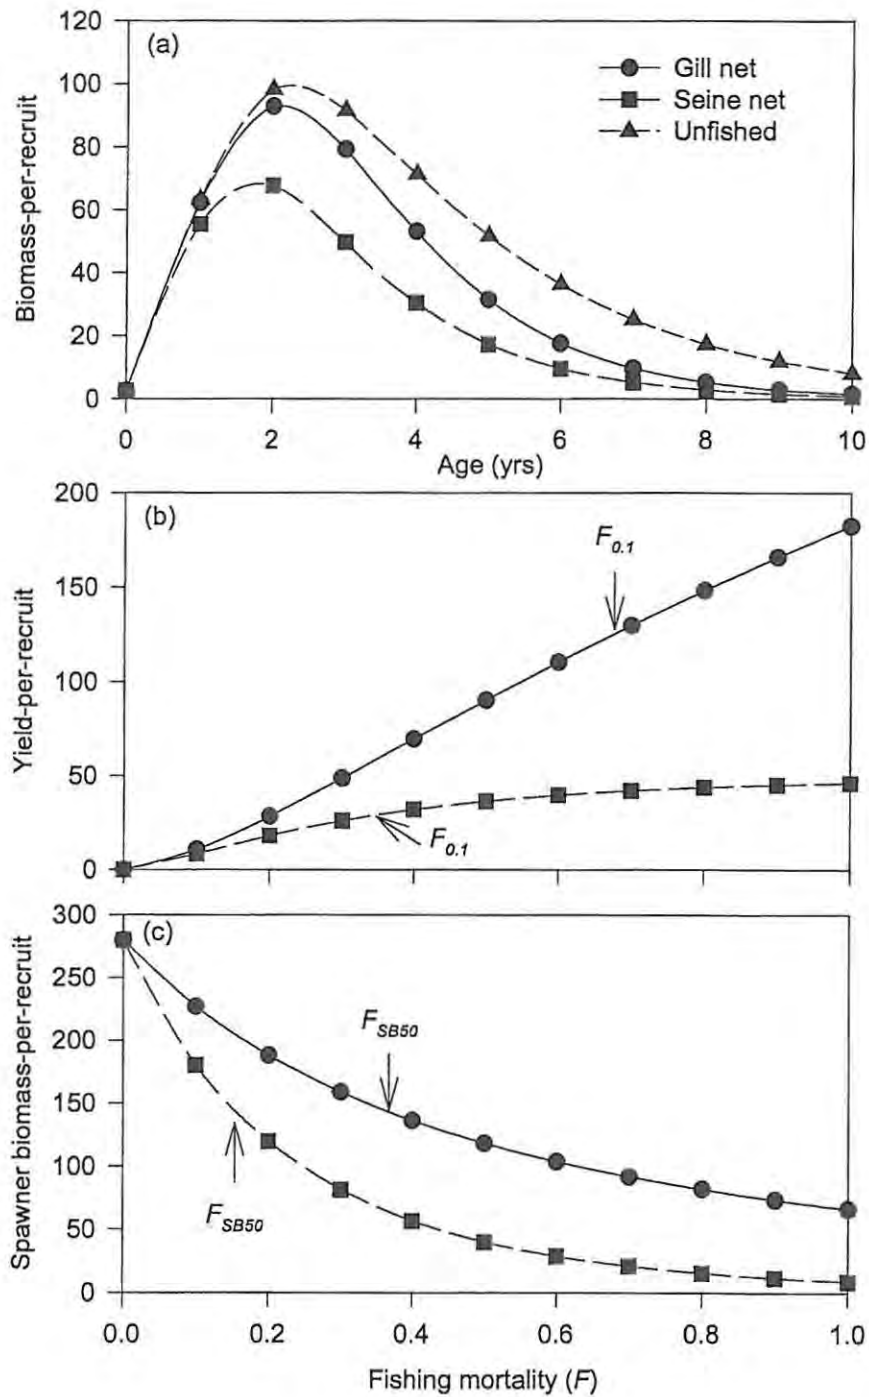 120
(a)
Gill net
100
Seine net
Unfished
80
60
40
20
0
Biomass-per-recruit
0 2 4 6 8 10
Age (yrs)
200
(b)
F0.1
150
100
50
F0.1
0
Yield-per-recruit
300
(c)
250
FSB50
200
150
100
FSB50
50
0
Spawner biomass-per-recruit
0.0 0.2 0.4 0.6 0.8 1.0
Fishing mortality (F)